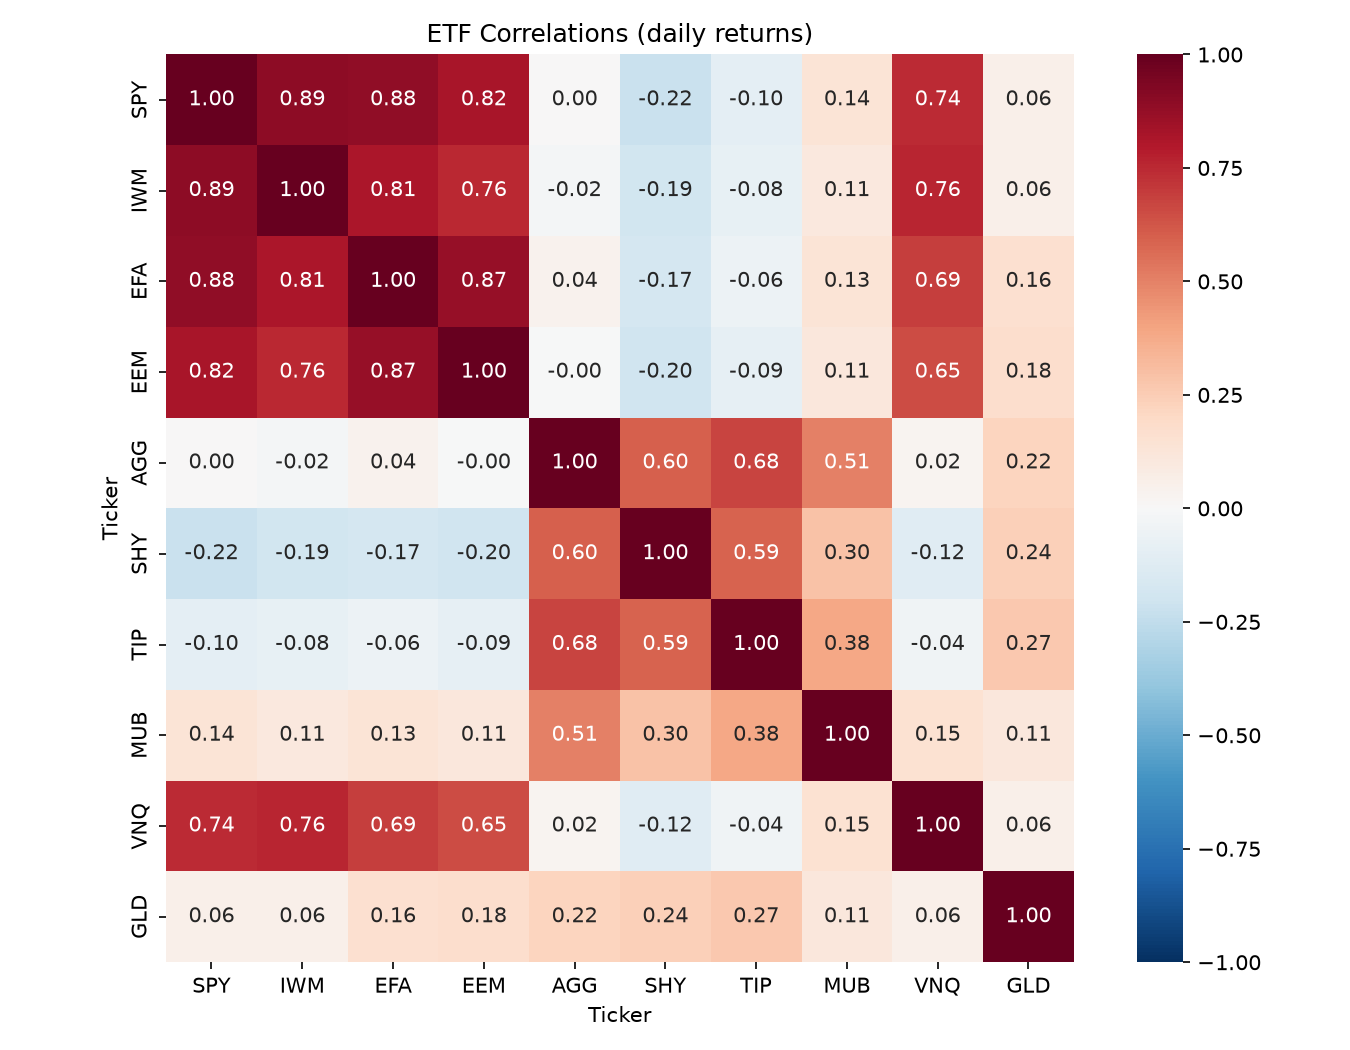 ETF Correlations (daily returns)
SPY 1.00 0.89 0.88 0.82 0.00 -0.22 -0.10 0.14 0.74 0.06
IWM 0.89 1.00 0.81 0.76 -0.02 -0.19 -0.08 0.11 0.76 0.06
EFA 0.88 0.81 1.00 0.87 0.04 -0.17 -0.06 0.13 0.69 0.16
EEM 0.82 0.76 0.87 1.00 -0.00 -0.20 -0.09 0.11 0.65 0.18
AGG 0.00 -0.02 0.04 -0.00 1.00 0.60 0.68 0.51 0.02 0.22
Ticker
SHY -0.22 -0.19 -0.17 -0.20 0.60 1.00 0.59 0.30 -0.12 0.24
TIP -0.10 -0.08 -0.06 -0.09 0.68 0.59 1.00 0.38 -0.04 0.27
MUB 0.14 0.11 0.13 0.11 0.51 0.30 0.38 1.00 0.15 0.11
VNQ 0.74 0.76 0.69 0.65 0.02 -0.12 -0.04 0.15 1.00 0.06
GLD 0.06 0.06 0.16 0.18 0.22 0.24 0.27 0.11 0.06 1.00
SPY IWM EFA EEM AGG SHY TIP MUB VNQ GLD
Ticker
1.00
0.75
0.50
0.25
0.00
−0.25
−0.50
−0.75
−1.00